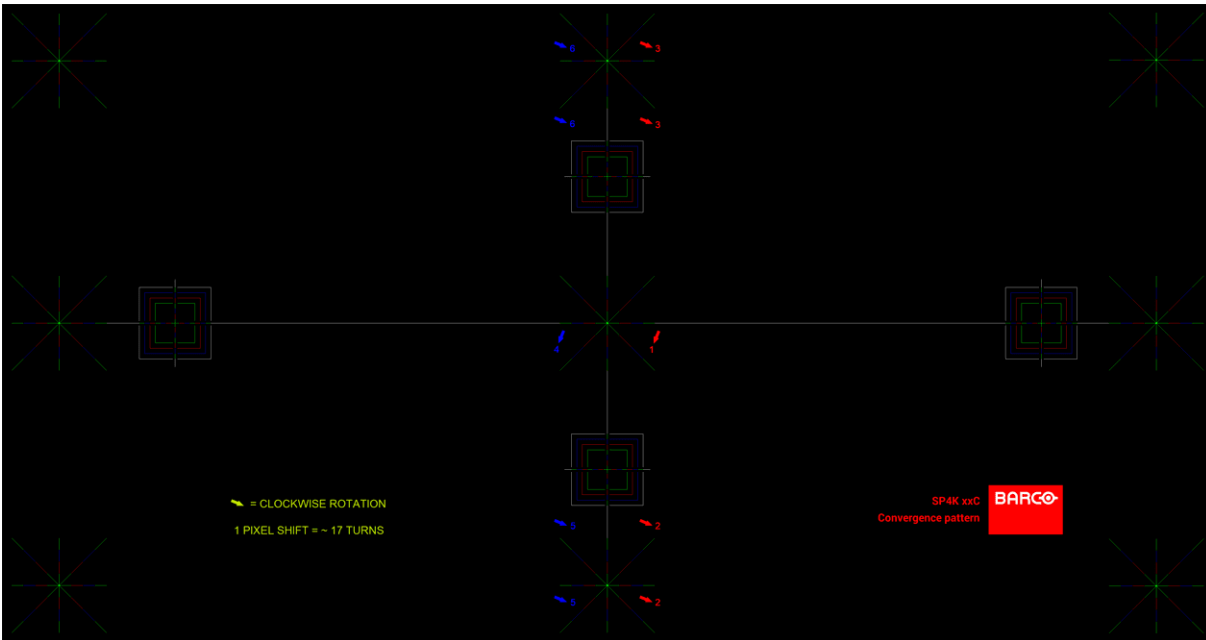 6 3
6 3
4 1
= CLOCKWISE ROTATION
1 PIXEL SHIFT = ~ 17 TURNS
SP4K xxC
Convergence pattern
BARCO
5 2
5 2